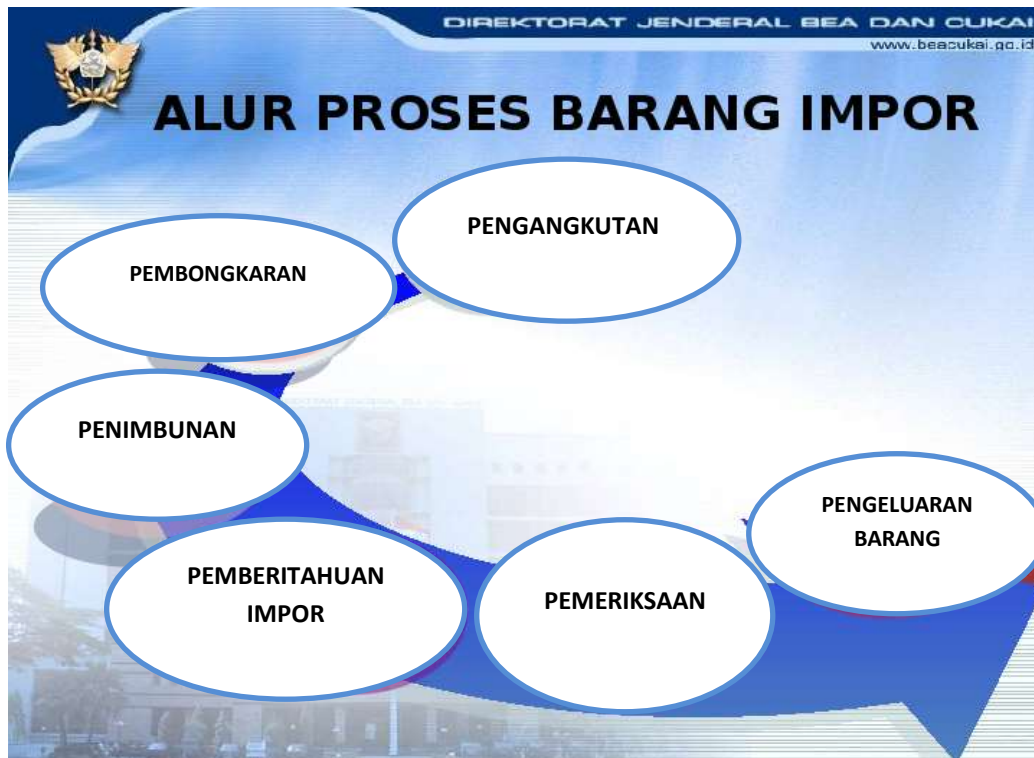 DIREKTORAT JENDERAL BEA DAN CUKAI
www.beacukai.go.id
ALUR PROSES BARANG IMPOR
PENGANGKUTAN
PEMBONGKARAN
PENIMBUNAN
PEMBERITAHUAN
IMPOR
PEMERIKSAAN
PENGELUARAN
BARANG